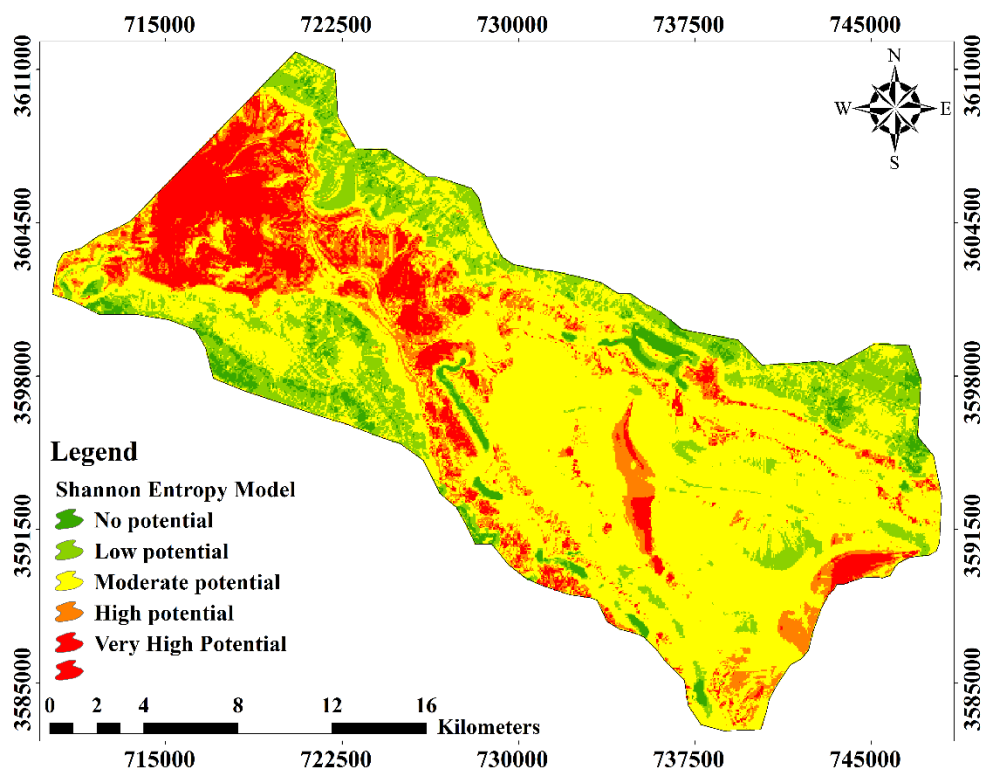 715000 722500 730000 737500 745000
3611000 3611000
N
W E
S
3604500 3604500
3598000 3598000
Legend
Shannon Entropy Model
No potential
3591500 3591500
Low potential
Moderate potential
High potential
Very High Potential
3585000 3585000
0 2 4 8 12 16
Kilometers
715000 722500 730000 737500 745000